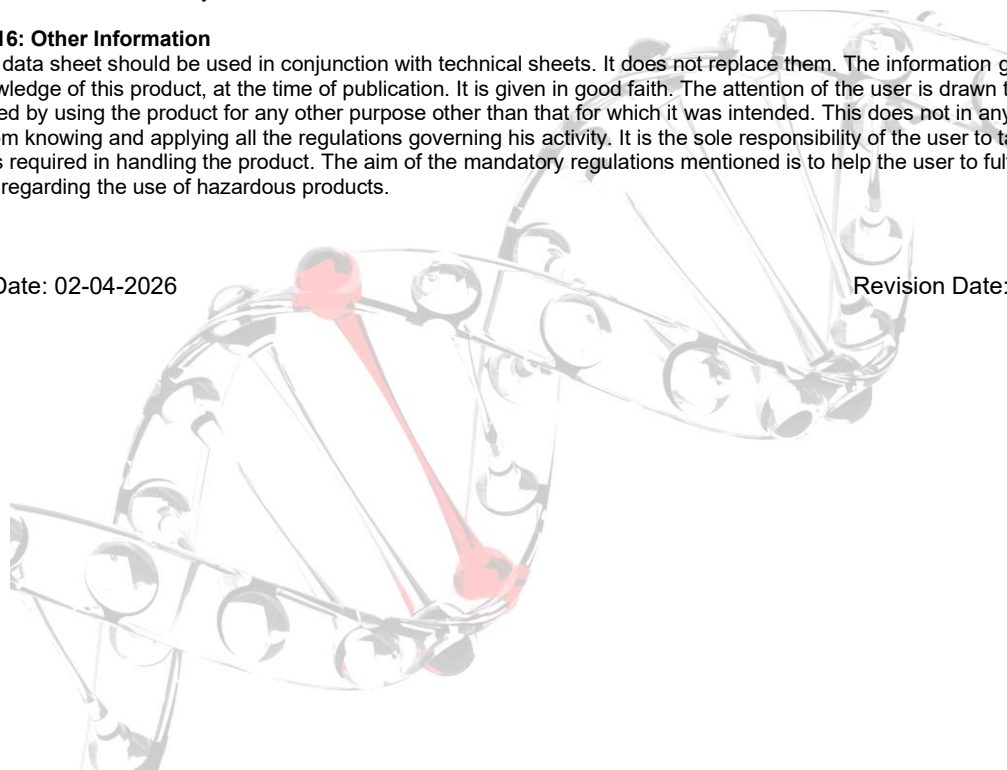 16: Other Information
data sheet should be used in conjunction with technical sheets. It does not replace them. The information
of this product, at the time of publication. It is given in good faith. The attention of the user is drawn
by using the product for any other purpose other than that for which it was intended. This does not in any
knowing and applying all the regulations governing his activity. It is the sole responsibility of the user to
required in handling the product. The aim of the mandatory regulations mentioned is to help the user to
regarding the use of hazardous products.
Date: 02-04-2026
Revision Date: